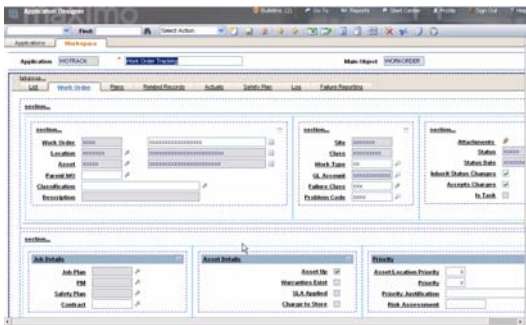 Application Designer
maximo
Bulletins (2) Go To Reports Start Center Profile Sign Out
Find: Select Action
Applications Workspace
Application WOTRACK Work Order Tracking Main Object WORKORDER
List Work Order Plans Related Records Actuals Safety Plan Log Failure Reporting
section...
section... section... section...
Work Order Site Attachments
Location Class Status
Asset Work Type Status Date
Parent WO GL Account Inherit Status Changes
Classification Failure Class Accepts Charges
Description Problem Code Is Task
section...
Job Details Asset Details Priority
Job Plan Asset Up Asset/Location Priority
PM Warranties Exist Priority
Safety Plan SLA Applied Priority Justification
Contract Charge to Store Risk Assessment